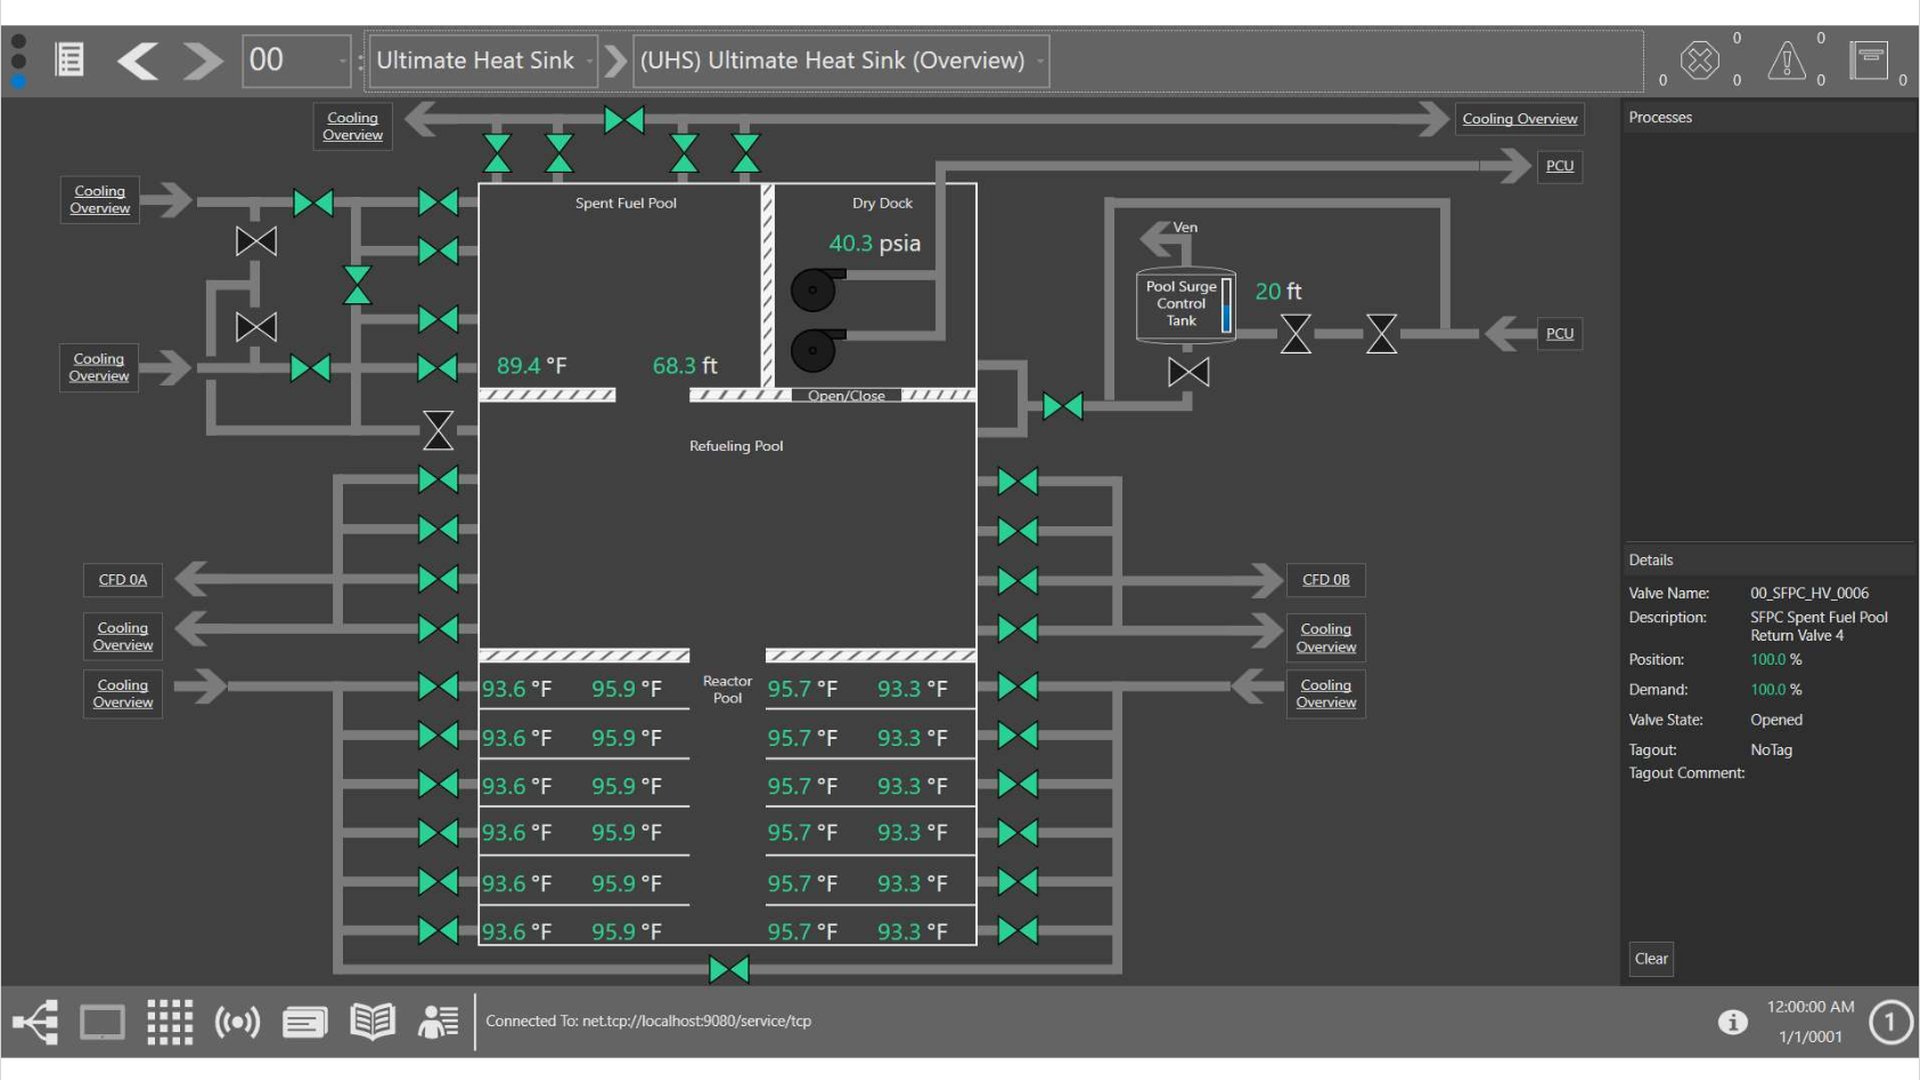 00
:
Ultimate Heat Sink
(UHS) Ultimate Heat Sink (Overview)
0
0
0
0
0
0
Cooling
Overview
Cooling Overview
Processes
PCU
Cooling
Overview
Spent Fuel Pool
Dry Dock
40.3 psia
Ven
Pool Surge
Control
Tank
20 ft
PCU
Cooling
Overview
89.4 °F
68.3 ft
Open/Close
Refueling Pool
CFD 0A
CFD 0B
Cooling
Overview
Cooling
Overview
Cooling
Overview
Cooling
Overview
Reactor
Pool
93.6 °F 95.9 °F 95.7 °F 93.3 °F
93.6 °F 95.9 °F 95.7 °F 93.3 °F
93.6 °F 95.9 °F 95.7 °F 93.3 °F
93.6 °F 95.9 °F 95.7 °F 93.3 °F
93.6 °F 95.9 °F 95.7 °F 93.3 °F
93.6 °F 95.9 °F 95.7 °F 93.3 °F
Details
Valve Name: 00_SFPC_HV_0006
Description: SFPC Spent Fuel Pool
Return Valve 4
Position: 100.0 %
Demand: 100.0 %
Valve State: Opened
Tagout: NoTag
Tagout Comment:
Clear
Connected To: net.tcp://localhost:9080/service/tcp
12:00:00 AM
1/1/0001
1